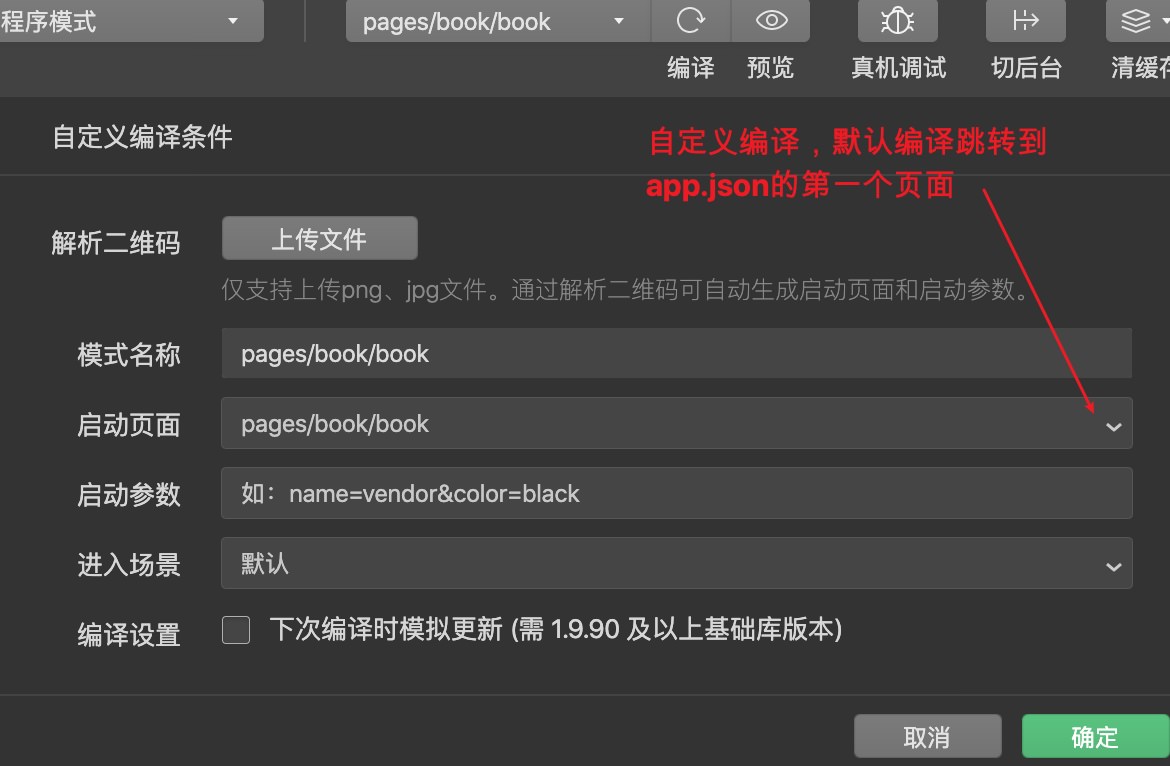 程序模式
pages/book/book
编译
预览
真机调试
切后台
清缓存
自定义编译条件
自定义编译，默认编译跳转到
app.json的第一个页面
解析二维码
上传文件
仅支持上传png、jpg文件。通过解析二维码可自动生成启动页面和启动参数。
模式名称
pages/book/book
启动页面
pages/book/book
启动参数
如：name=vendor&color=black
进入场景
默认
编译设置
下次编译时模拟更新 (需 1.9.90 及以上基础库版本)
取消
确定